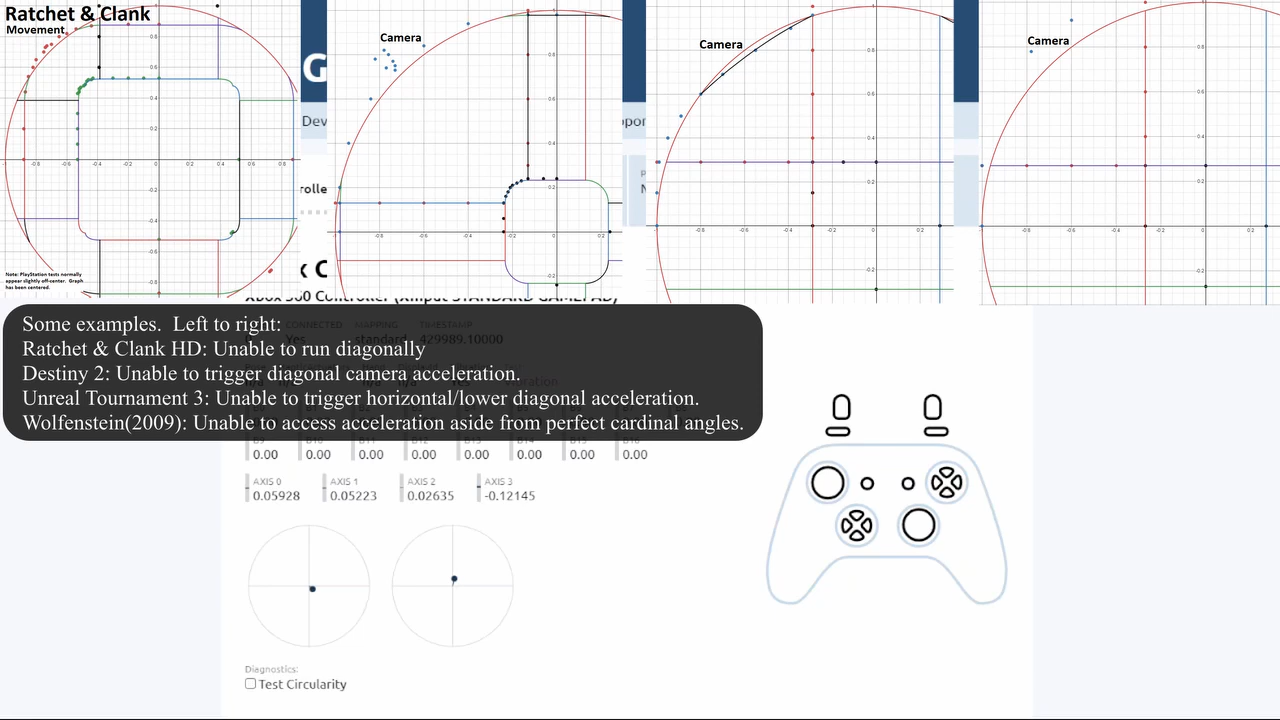 Ratchet & Clank
Movement
Camera
Camera
Camera
Note: PlayStation tests normally
appear slightly off-center. Graph
has been centered.
G
Dev
Xbox 360 Controller (XInput STANDARD GAMEPAD)
CONNECTED MAPPING TIMESTAMP
Yes standard 429989.10000
Some examples. Left to right:
Ratchet & Clank HD: Unable to run diagonally
Destiny 2: Unable to trigger diagonal camera acceleration.
Unreal Tournament 3: Unable to trigger horizontal/lower diagonal acceleration.
Wolfenstein(2009): Unable to access acceleration aside from perfect cardinal angles.
B9 B10 B11 B12 B13 B14 B15 B16
0.00 0.00 0.00 0.00 0.00 0.00 0.00 0.00
AXIS 0 AXIS 1 AXIS 2 AXIS 3
0.05928 0.05223 0.02635 -0.12145
Diagnostics:
Test Circularity